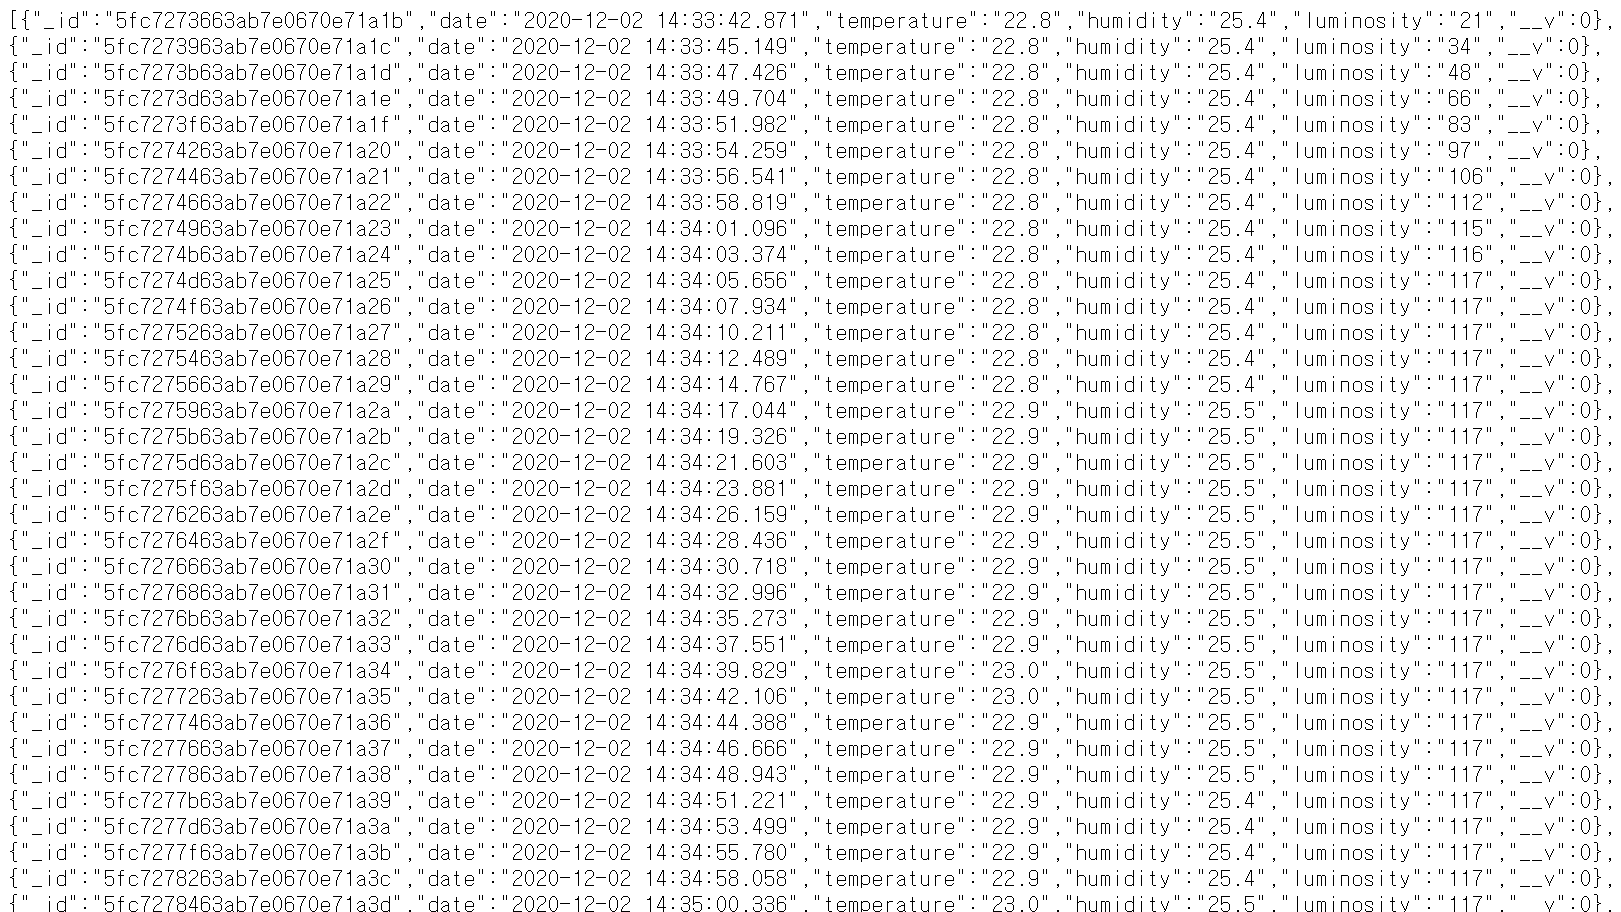 [{"_id":"5fc7273663ab7e0670e71a1b","date":"2020-12-02 14:33:42.871","temperature":"22.8","humidity":"25.4","luminosity":"21","__v":0},
{"_id":"5fc7273963ab7e0670e71a1c","date":"2020-12-02 14:33:45.149","temperature":"22.8","humidity":"25.4","luminosity":"34","__v":0},
{"_id":"5fc7273b63ab7e0670e71a1d","date":"2020-12-02 14:33:47.426","temperature":"22.8","humidity":"25.4","luminosity":"48","__v":0},
{"_id":"5fc7273d63ab7e0670e71a1e","date":"2020-12-02 14:33:49.704","temperature":"22.8","humidity":"25.4","luminosity":"66","__v":0},
{"_id":"5fc7273f63ab7e0670e71a1f","date":"2020-12-02 14:33:51.982","temperature":"22.8","humidity":"25.4","luminosity":"83","__v":0},
{"_id":"5fc7274263ab7e0670e71a20","date":"2020-12-02 14:33:54.259","temperature":"22.8","humidity":"25.4","luminosity":"97","__v":0},
{"_id":"5fc7274463ab7e0670e71a21","date":"2020-12-02 14:33:56.541","temperature":"22.8","humidity":"25.4","luminosity":"106","__v":0},
{"_id":"5fc7274663ab7e0670e71a22","date":"2020-12-02 14:33:58.819","temperature":"22.8","humidity":"25.4","luminosity":"112","__v":0},
{"_id":"5fc7274963ab7e0670e71a23","date":"2020-12-02 14:34:01.096","temperature":"22.8","humidity":"25.4","luminosity":"115","__v":0},
{"_id":"5fc7274b63ab7e0670e71a24","date":"2020-12-02 14:34:03.374","temperature":"22.8","humidity":"25.4","luminosity":"116","__v":0},
{"_id":"5fc7274d63ab7e0670e71a25","date":"2020-12-02 14:34:05.656","temperature":"22.8","humidity":"25.4","luminosity":"117","__v":0},
{"_id":"5fc7274f63ab7e0670e71a26","date":"2020-12-02 14:34:07.934","temperature":"22.8","humidity":"25.4","luminosity":"117","__v":0},
{"_id":"5fc7275263ab7e0670e71a27","date":"2020-12-02 14:34:10.211","temperature":"22.8","humidity":"25.4","luminosity":"117","__v":0},
{"_id":"5fc7275463ab7e0670e71a28","date":"2020-12-02 14:34:12.489","temperature":"22.8","humidity":"25.4","luminosity":"117","__v":0},
{"_id":"5fc7275663ab7e0670e71a29","date":"2020-12-02 14:34:14.767","temperature":"22.8","humidity":"25.4","luminosity":"117","__v":0},
{"_id":"5fc7275963ab7e0670e71a2a","date":"2020-12-02 14:34:17.044","temperature":"22.9","humidity":"25.5","luminosity":"117","__v":0},
{"_id":"5fc7275b63ab7e0670e71a2b","date":"2020-12-02 14:34:19.326","temperature":"22.9","humidity":"25.5","luminosity":"117","__v":0},
{"_id":"5fc7275d63ab7e0670e71a2c","date":"2020-12-02 14:34:21.603","temperature":"22.9","humidity":"25.5","luminosity":"117","__v":0},
{"_id":"5fc7275f63ab7e0670e71a2d","date":"2020-12-02 14:34:23.881","temperature":"22.9","humidity":"25.5","luminosity":"117","__v":0},
{"_id":"5fc7276263ab7e0670e71a2e","date":"2020-12-02 14:34:26.159","temperature":"22.9","humidity":"25.5","luminosity":"117","__v":0},
{"_id":"5fc7276463ab7e0670e71a2f","date":"2020-12-02 14:34:28.436","temperature":"22.9","humidity":"25.5","luminosity":"117","__v":0},
{"_id":"5fc7276663ab7e0670e71a30","date":"2020-12-02 14:34:30.718","temperature":"22.9","humidity":"25.5","luminosity":"117","__v":0},
{"_id":"5fc7276863ab7e0670e71a31","date":"2020-12-02 14:34:32.996","temperature":"22.9","humidity":"25.5","luminosity":"117","__v":0},
{"_id":"5fc7276b63ab7e0670e71a32","date":"2020-12-02 14:34:35.273","temperature":"22.9","humidity":"25.5","luminosity":"117","__v":0},
{"_id":"5fc7276d63ab7e0670e71a33","date":"2020-12-02 14:34:37.551","temperature":"22.9","humidity":"25.5","luminosity":"117","__v":0},
{"_id":"5fc7276f63ab7e0670e71a34","date":"2020-12-02 14:34:39.829","temperature":"23.0","humidity":"25.5","luminosity":"117","__v":0},
{"_id":"5fc7277263ab7e0670e71a35","date":"2020-12-02 14:34:42.106","temperature":"23.0","humidity":"25.5","luminosity":"117","__v":0},
{"_id":"5fc7277463ab7e0670e71a36","date":"2020-12-02 14:34:44.388","temperature":"22.9","humidity":"25.5","luminosity":"117","__v":0},
{"_id":"5fc7277663ab7e0670e71a37","date":"2020-12-02 14:34:46.666","temperature":"22.9","humidity":"25.5","luminosity":"117","__v":0},
{"_id":"5fc7277863ab7e0670e71a38","date":"2020-12-02 14:34:48.943","temperature":"22.9","humidity":"25.5","luminosity":"117","__v":0},
{"_id":"5fc7277b63ab7e0670e71a39","date":"2020-12-02 14:34:51.221","temperature":"22.9","humidity":"25.4","luminosity":"117","__v":0},
{"_id":"5fc7277d63ab7e0670e71a3a","date":"2020-12-02 14:34:53.499","temperature":"22.9","humidity":"25.4","luminosity":"117","__v":0},
{"_id":"5fc7277f63ab7e0670e71a3b","date":"2020-12-02 14:34:55.780","temperature":"22.9","humidity":"25.4","luminosity":"117","__v":0},
{"_id":"5fc7278263ab7e0670e71a3c","date":"2020-12-02 14:34:58.058","temperature":"22.9","humidity":"25.4","luminosity":"117","__v":0},
{"_id":"5fc7278463ab7e0670e71a3d","date":"2020-12-02 14:35:00.336","temperature":"23.0","humidity":"25.5","luminosity":"117","__v":0},